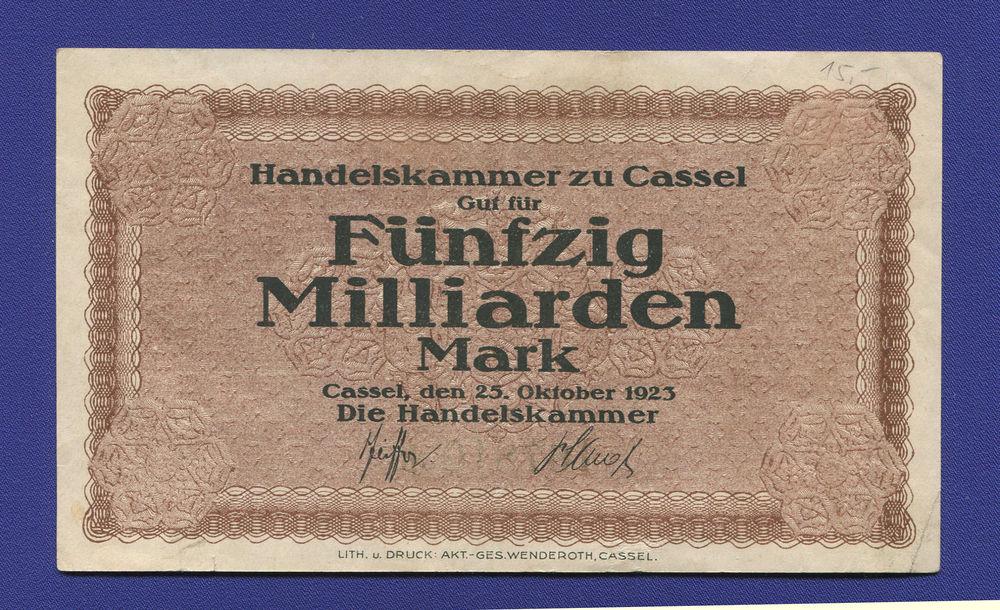 15,-
Handelskammer zu Cassel
Gut für
Fünfzig
Milliarden
Mark
Cassel, den 25. Oktober 1923
Die Handelskammer
Pfeiffer
LITH. u. DRUCK: AKT.-GES. WENDEROTH, CASSEL.